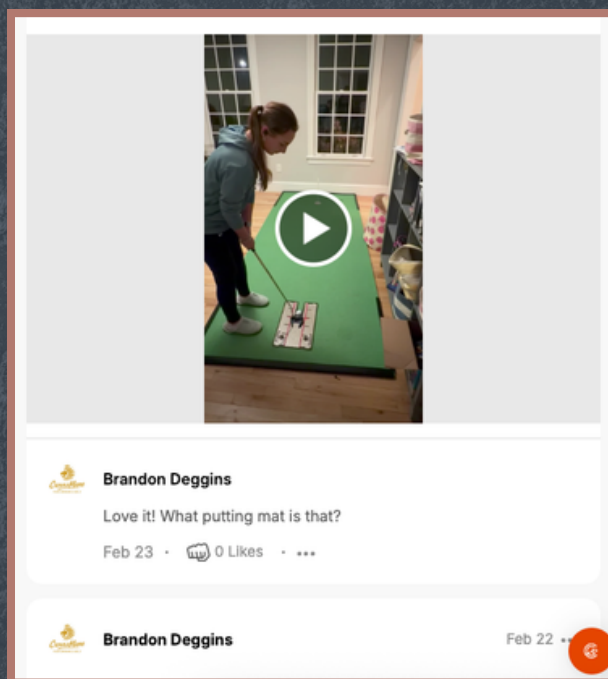 Brandon Deggins
Love it! What putting mat is that?
Feb 23 · 0 Likes · •••
Brandon Deggins
Feb 22